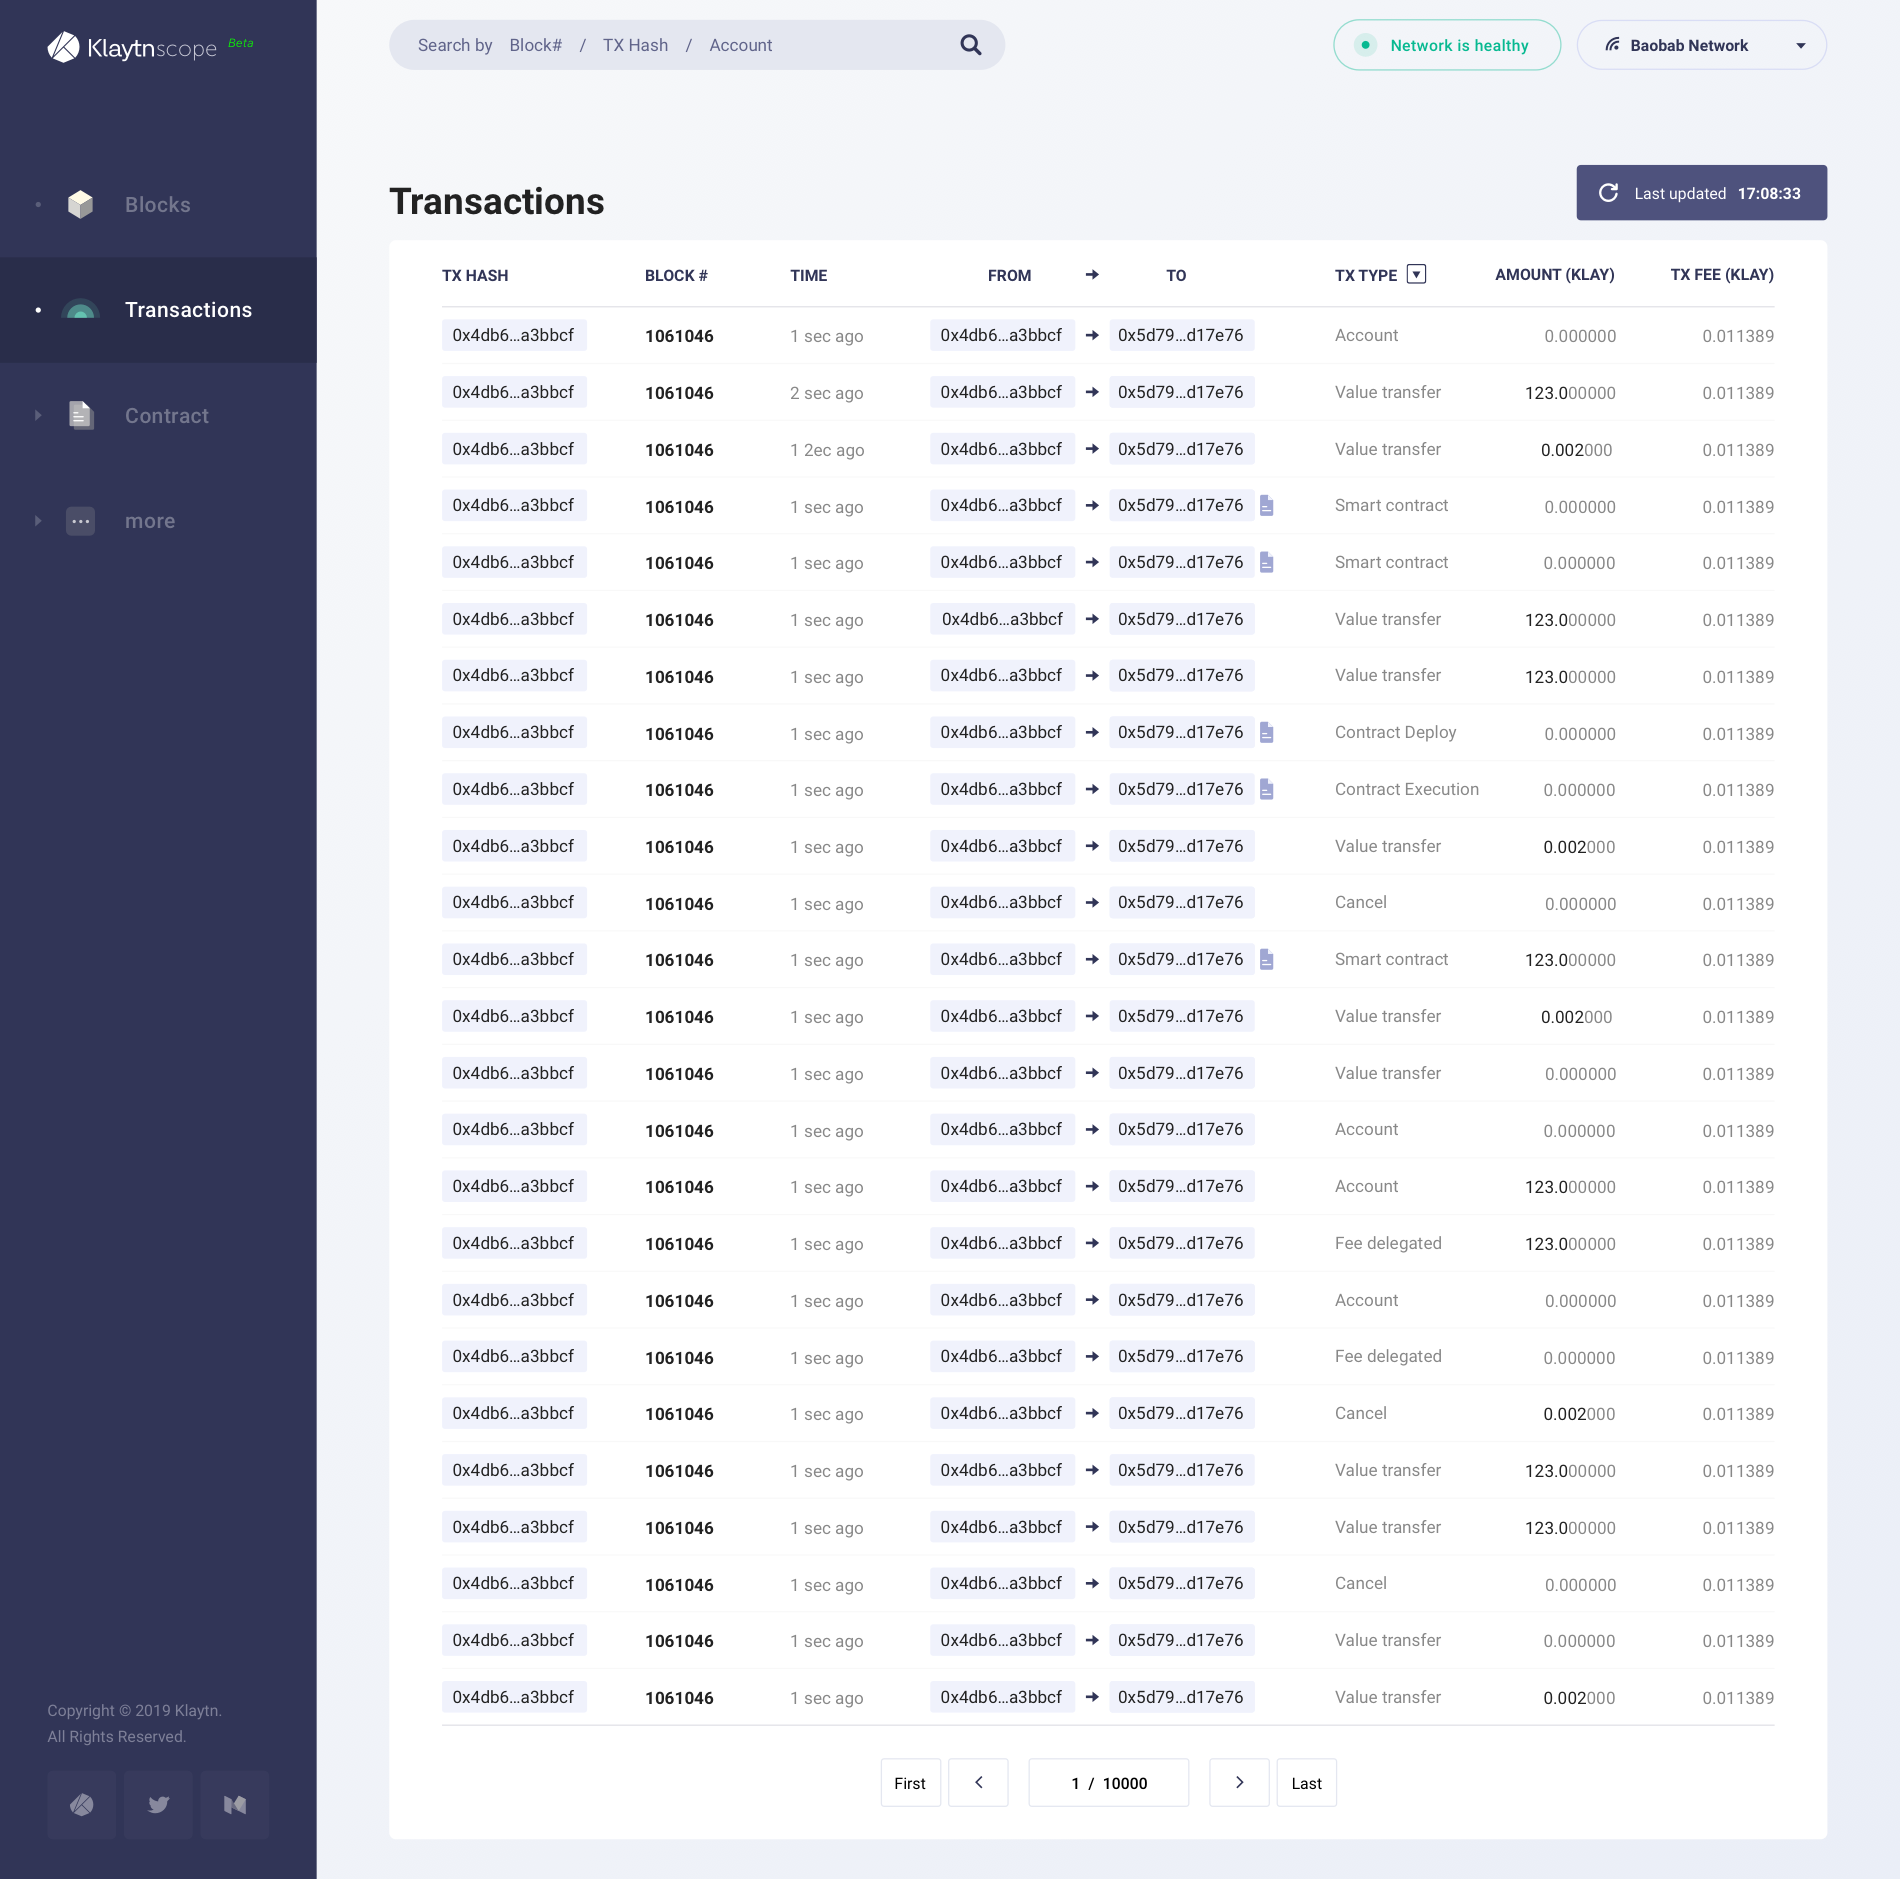 Klaytnscope Beta
Search by Block# / TX Hash / Account
Network is healthy
Baobab Network
Blocks
Transactions
Contract
more
Transactions
Last updated 17:08:33
TX HASH BLOCK # TIME FROM TO TX TYPE AMOUNT (KLAY) TX FEE (KLAY)
0x4db6...a3bbcf 1061046 1 sec ago 0x4db6...a3bbcf 0x5d79...d17e76 Account 0.000000 0.011389
0x4db6...a3bbcf 1061046 2 sec ago 0x4db6...a3bbcf 0x5d79...d17e76 Value transfer 123.000000 0.011389
0x4db6...a3bbcf 1061046 1 2ec ago 0x4db6...a3bbcf 0x5d79...d17e76 Value transfer 0.002000 0.011389
0x4db6...a3bbcf 1061046 1 sec ago 0x4db6...a3bbcf 0x5d79...d17e76 Smart contract 0.000000 0.011389
0x4db6...a3bbcf 1061046 1 sec ago 0x4db6...a3bbcf 0x5d79...d17e76 Smart contract 0.000000 0.011389
0x4db6...a3bbcf 1061046 1 sec ago 0x4db6...a3bbcf 0x5d79...d17e76 Value transfer 123.000000 0.011389
0x4db6...a3bbcf 1061046 1 sec ago 0x4db6...a3bbcf 0x5d79...d17e76 Value transfer 123.000000 0.011389
0x4db6...a3bbcf 1061046 1 sec ago 0x4db6...a3bbcf 0x5d79...d17e76 Contract Deploy 0.000000 0.011389
0x4db6...a3bbcf 1061046 1 sec ago 0x4db6...a3bbcf 0x5d79...d17e76 Contract Execution 0.000000 0.011389
0x4db6...a3bbcf 1061046 1 sec ago 0x4db6...a3bbcf 0x5d79...d17e76 Value transfer 0.002000 0.011389
0x4db6...a3bbcf 1061046 1 sec ago 0x4db6...a3bbcf 0x5d79...d17e76 Cancel 0.000000 0.011389
0x4db6...a3bbcf 1061046 1 sec ago 0x4db6...a3bbcf 0x5d79...d17e76 Smart contract 123.000000 0.011389
0x4db6...a3bbcf 1061046 1 sec ago 0x4db6...a3bbcf 0x5d79...d17e76 Value transfer 0.002000 0.011389
0x4db6...a3bbcf 1061046 1 sec ago 0x4db6...a3bbcf 0x5d79...d17e76 Value transfer 0.000000 0.011389
0x4db6...a3bbcf 1061046 1 sec ago 0x4db6...a3bbcf 0x5d79...d17e76 Account 0.000000 0.011389
0x4db6...a3bbcf 1061046 1 sec ago 0x4db6...a3bbcf 0x5d79...d17e76 Account 123.000000 0.011389
0x4db6...a3bbcf 1061046 1 sec ago 0x4db6...a3bbcf 0x5d79...d17e76 Fee delegated 123.000000 0.011389
0x4db6...a3bbcf 1061046 1 sec ago 0x4db6...a3bbcf 0x5d79...d17e76 Account 0.000000 0.011389
0x4db6...a3bbcf 1061046 1 sec ago 0x4db6...a3bbcf 0x5d79...d17e76 Fee delegated 0.000000 0.011389
0x4db6...a3bbcf 1061046 1 sec ago 0x4db6...a3bbcf 0x5d79...d17e76 Cancel 0.002000 0.011389
0x4db6...a3bbcf 1061046 1 sec ago 0x4db6...a3bbcf 0x5d79...d17e76 Value transfer 123.000000 0.011389
0x4db6...a3bbcf 1061046 1 sec ago 0x4db6...a3bbcf 0x5d79...d17e76 Value transfer 123.000000 0.011389
0x4db6...a3bbcf 1061046 1 sec ago 0x4db6...a3bbcf 0x5d79...d17e76 Cancel 0.000000 0.011389
0x4db6...a3bbcf 1061046 1 sec ago 0x4db6...a3bbcf 0x5d79...d17e76 Value transfer 0.000000 0.011389
0x4db6...a3bbcf 1061046 1 sec ago 0x4db6...a3bbcf 0x5d79...d17e76 Value transfer 0.002000 0.011389
First 1 / 10000 Last
Copyright © 2019 Klaytn.
All Rights Reserved.